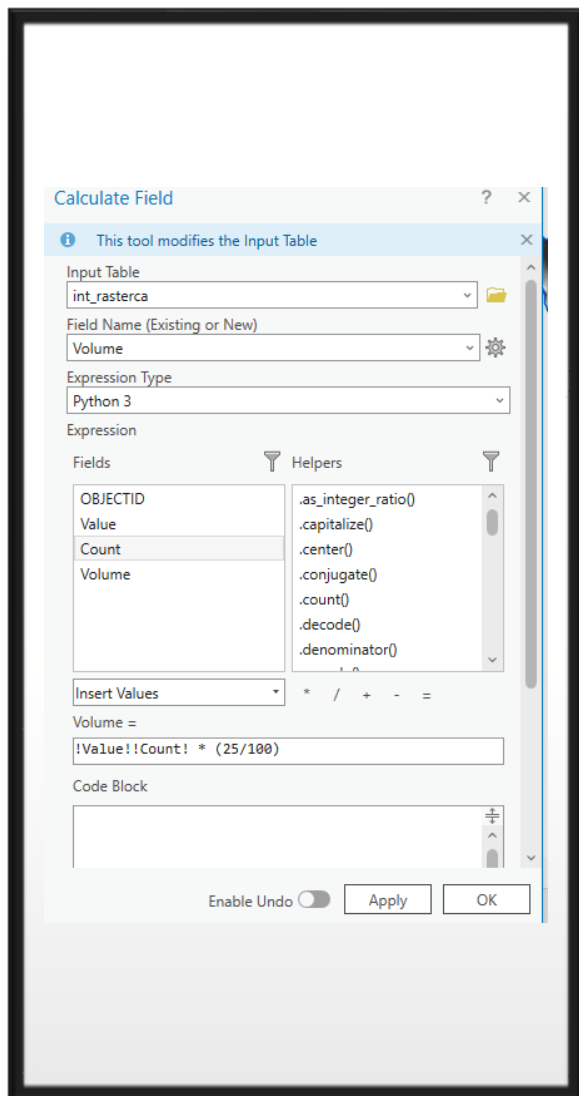 Calculate Field ?
This tool modifies the Input Table
Input Table
int_rasterca
Field Name (Existing or New)
Volume
Expression Type
Python 3
Expression
Fields
Helpers
OBJECTID
Value
Count
Volume
.as_integer_ratio()
.capitalize()
.center()
.conjugate()
.count()
.decode()
.denominator()
Insert Values
* / + - =
Volume =
!Value!!Count! * (25/100)
Code Block
Enable Undo
Apply
OK